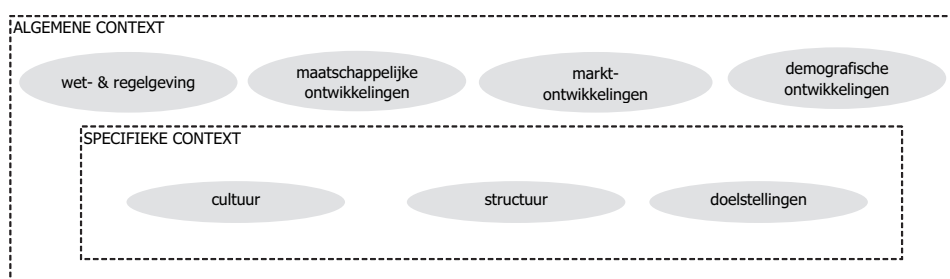 ALGEMENE CONTEXT
wet- & regelgeving
maatschappelijke
ontwikkelingen
markt-
ontwikkelingen
demografische
ontwikkelingen
SPECIFIEKE CONTEXT
cultuur
structuur
doelstellingen